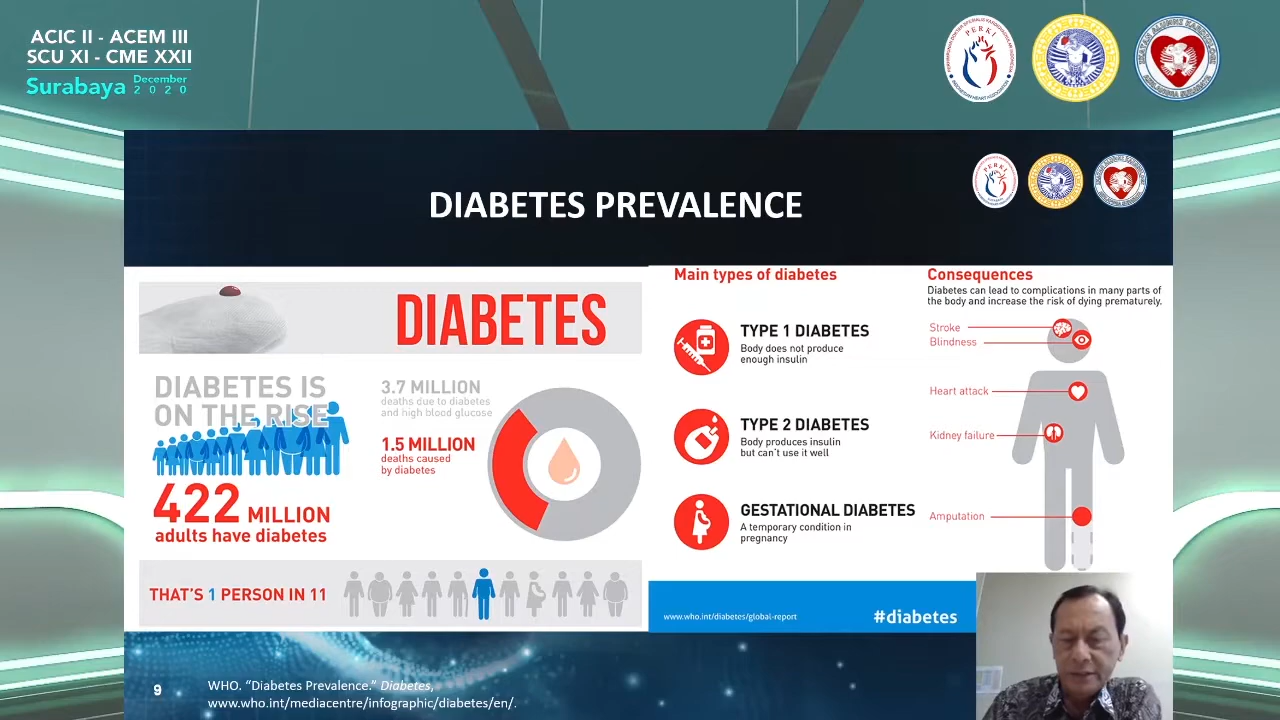 ACIC II - ACEM III
SCU XI - CME XXII
Surabaya December 2020
PERKI
DIABETES PREVALENCE
DIABETES
DIABETES IS
ON THE RISE
422 MILLION
adults have diabetes
3.7 MILLION
deaths due to diabetes
and high blood glucose
1.5 MILLION
deaths caused
by diabetes
THAT'S 1 PERSON IN 11
Main types of diabetes
TYPE 1 DIABETES
Body does not produce
enough insulin
TYPE 2 DIABETES
Body produces insulin
but can't use it well
GESTATIONAL DIABETES
A temporary condition in
pregnancy
Consequences
Diabetes can lead to complications in many parts of
the body and increase the risk of dying prematurely.
Stroke
Blindness
Heart attack
Kidney failure
Amputation
www.who.int/diabetes/global-report
#diabetes
9
WHO. "Diabetes Prevalence." Diabetes,
www.who.int/mediacentre/infographic/diabetes/en/.